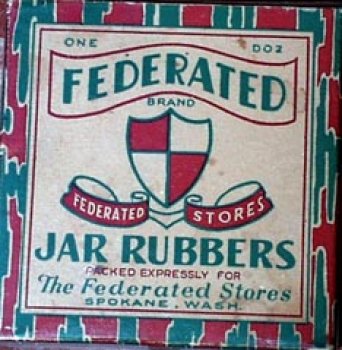 ONE DOZ
FEDERATED
BRAND
FEDERATED STORES
JAR RUBBERS
PACKED EXPRESSLY FOR
The Federated Stores
SPOKANE, WASH.